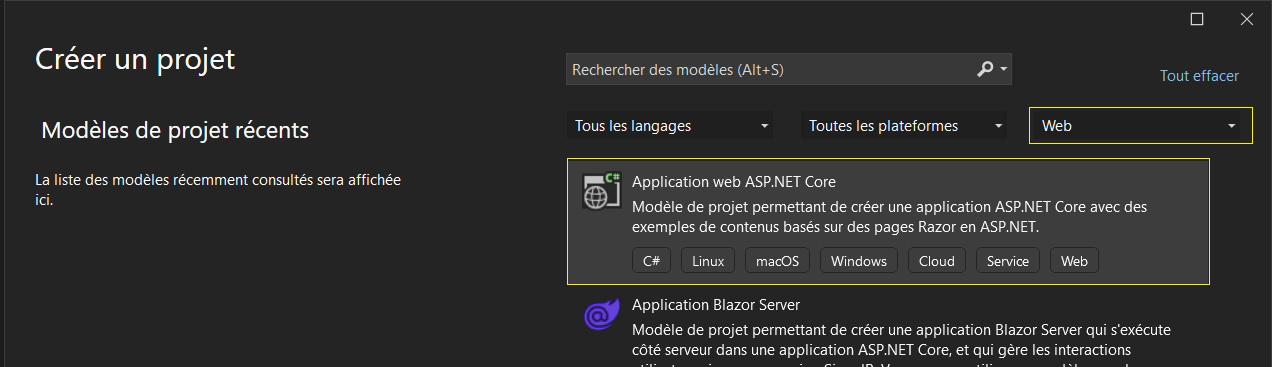 Créer un projet
Rechercher des modèles (Alt+S)
Tout effacer
Modèles de projet récents
Tous les langages
Toutes les plateformes
Web
La liste des modèles récemment consultés sera affichée
ici.
C#
Application web ASP.NET Core
Modèle de projet permettant de créer une application ASP.NET Core avec des
exemples de contenus basés sur des pages Razor en ASP.NET.
C# Linux macOS Windows Cloud Service Web
Application Blazor Server
Modèle de projet permettant de créer une application Blazor Server qui s'exécute
côté serveur dans une application ASP.NET Core, et qui gère les interactions